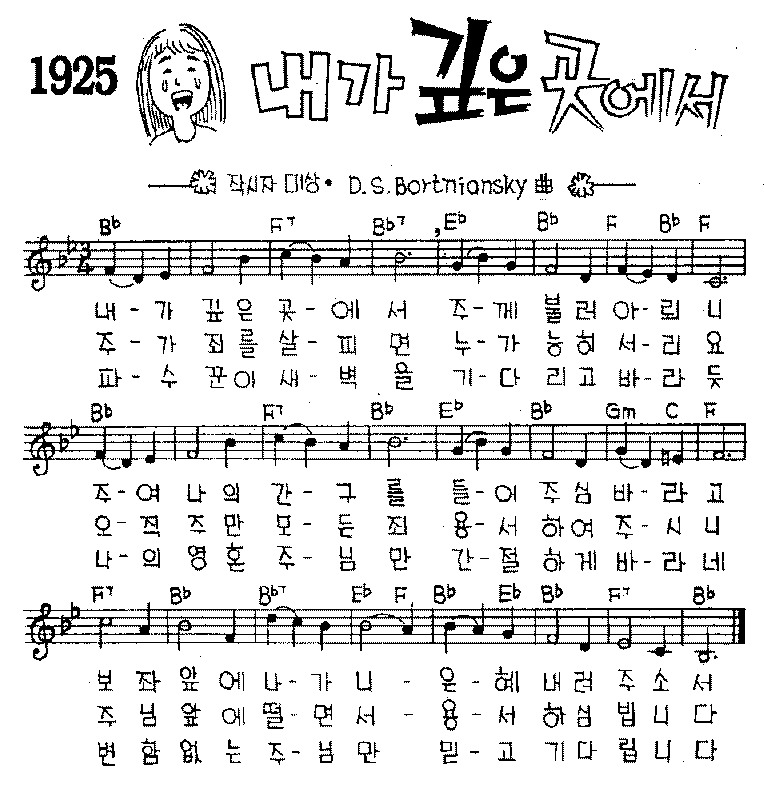 1925 내가 깊은 곳에서
작시자 미상 · D.S.Bortniansky 曲
B♭ F⁷ B♭⁷ E♭ B♭ F B♭ F
3/4
내-가 깊은 곳-에서 주-께 불러아-뢰니
주-가 죄를 살-피면 누-가 능히 서-리요
파-수꾼이 새-벽을 기-다리고 바-라듯
B♭ F⁷ B♭ E♭ B♭ Gm C F
주-여 나의 간-구를 들-어 주심 바-라고
오-직 주만 모-든죄 용-서하여 주-시니
나-의 영혼 주-님만 간-절하게 바-라네
F⁷ B♭ B♭⁷ E♭ F B♭ E♭ B♭ F⁷ B♭
보좌 앞에 나-가니-은-혜 내려 주소서
주님 앞에 떨-면서-용-서하심 빕니다
변함없는 주-님만 믿-고 기다립니다